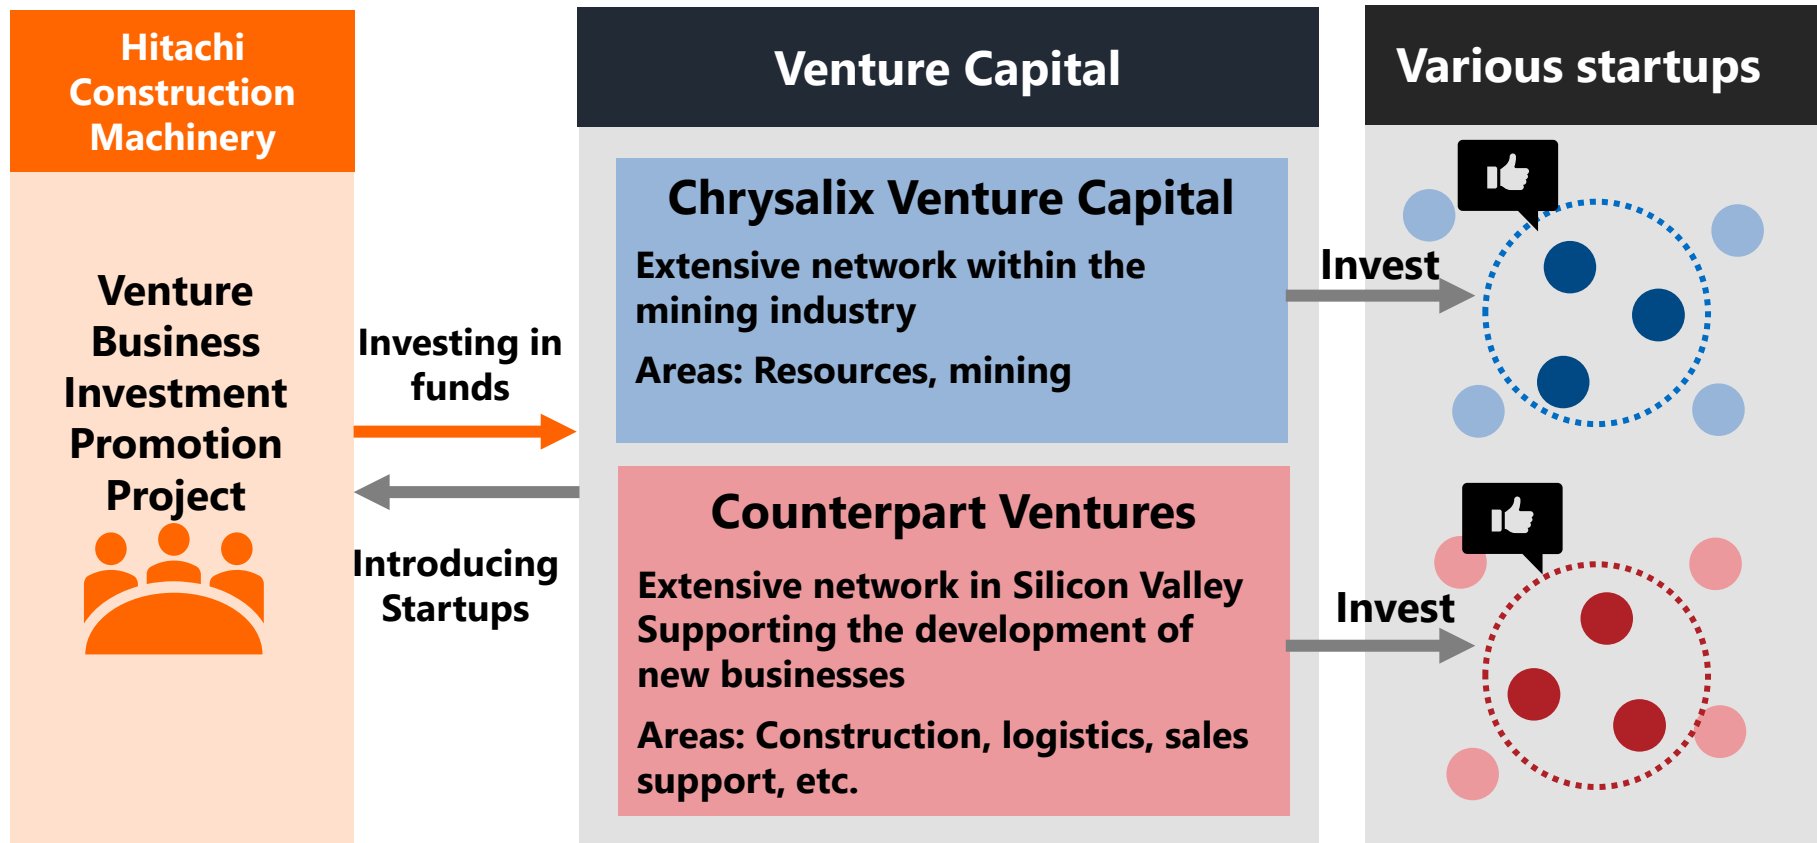 Hitachi
Construction
Machinery
Venture
Business
Investment
Promotion
Project
Investing in
funds
Introducing
Startups
Venture Capital
Chrysalix Venture Capital
Extensive network within the
mining industry
Areas: Resources, mining
Counterpart Ventures
Extensive network in Silicon Valley
Supporting the development of
new businesses
Areas: Construction, logistics, sales
support, etc.
Invest
Invest
Various startups